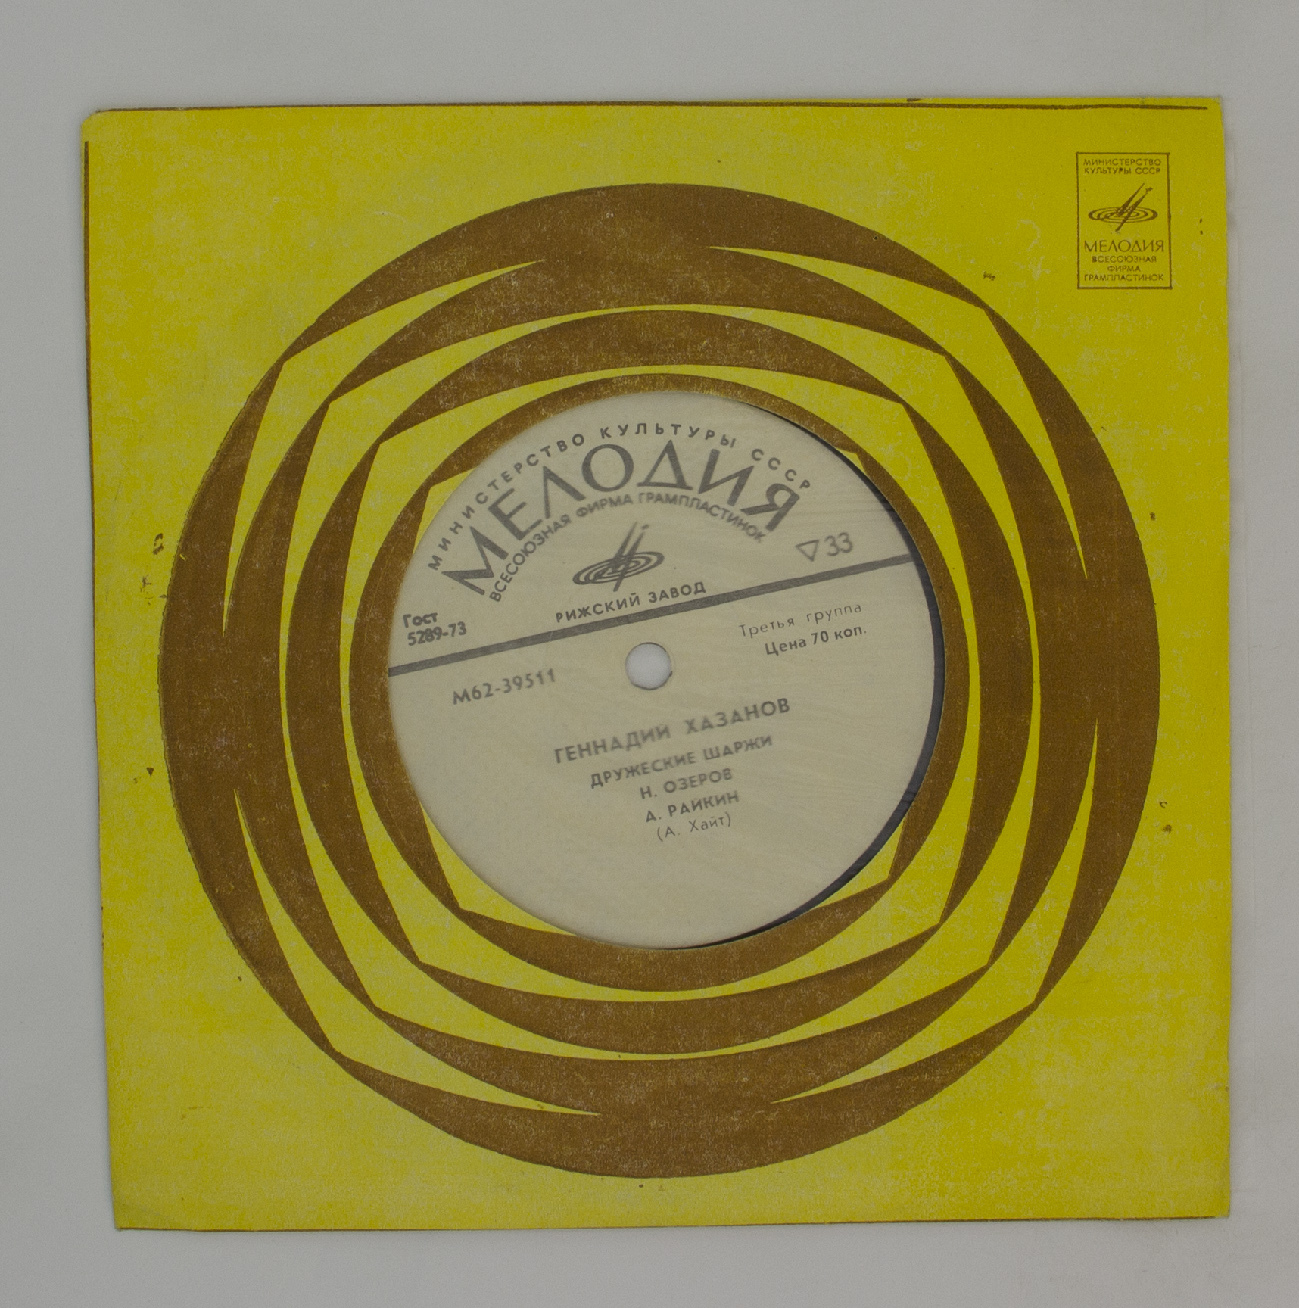 МИНИСТЕРСТВО
КУЛЬТУРЫ СССР
МЕЛОДИЯ
ВСЕСОЮЗНАЯ
ФИРМА
ГРАМПЛАСТИНОК
МИНИСТЕРСТВО КУЛЬТУРЫ СССР
МЕЛОДИЯ
ВСЕСОЮЗНАЯ ФИРМА ГРАМПЛАСТИНОК
▽33
Гост
5289-73
РИЖСКИЙ ЗАВОД
Третья группа
Цена 70 коп.
М62-39511
ГЕННАДИЙ ХАЗАНОВ
ДРУЖЕСКИЕ ШАРЖИ
Н. ОЗЕРОВ
А. РАЙКИН
(А. Хайт)